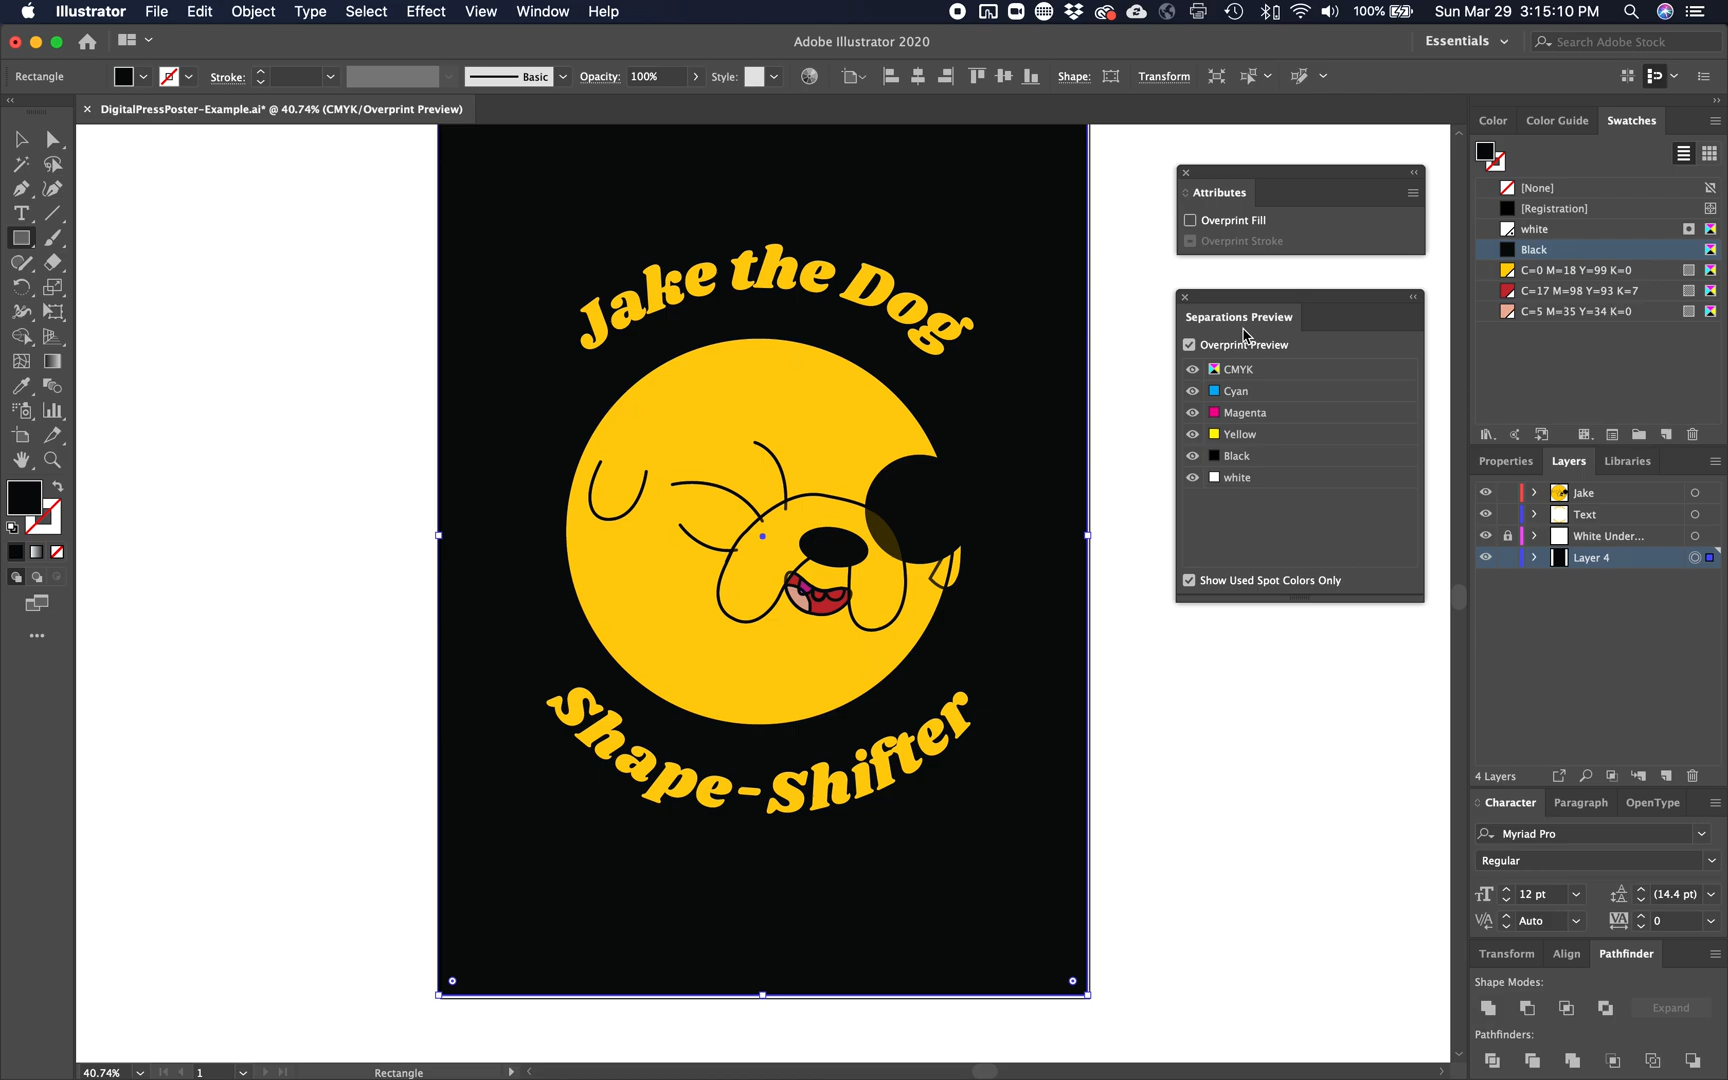 Illustrator File Edit Object Type Select Effect View Window Help 100% Sun Mar 29 3:15:10 PM
Adobe Illustrator 2020 Essentials Search Adobe Stock
Rectangle Stroke: Basic Opacity: 100% Style: Shape: Transform
DigitalPressPoster-Example.ai* @ 40.74% (CMYK/Overprint Preview)
Jake the Dog
Shape-Shifter
Attributes
Overprint Fill
Overprint Stroke
Separations Preview
Overprint Preview
CMYK
Cyan
Magenta
Yellow
Black
white
Show Used Spot Colors Only
Color Color Guide Swatches
[None]
[Registration]
white
Black
C=0 M=18 Y=99 K=0
C=17 M=98 Y=93 K=7
C=5 M=35 Y=34 K=0
Properties Layers Libraries
Jake
Text
White Under...
Layer 4
4 Layers
Character Paragraph OpenType
Myriad Pro
Regular
12 pt (14.4 pt)
Auto 0
Transform Align Pathfinder
Shape Modes:
Expand
Pathfinders:
40.74% 1 Rectangle